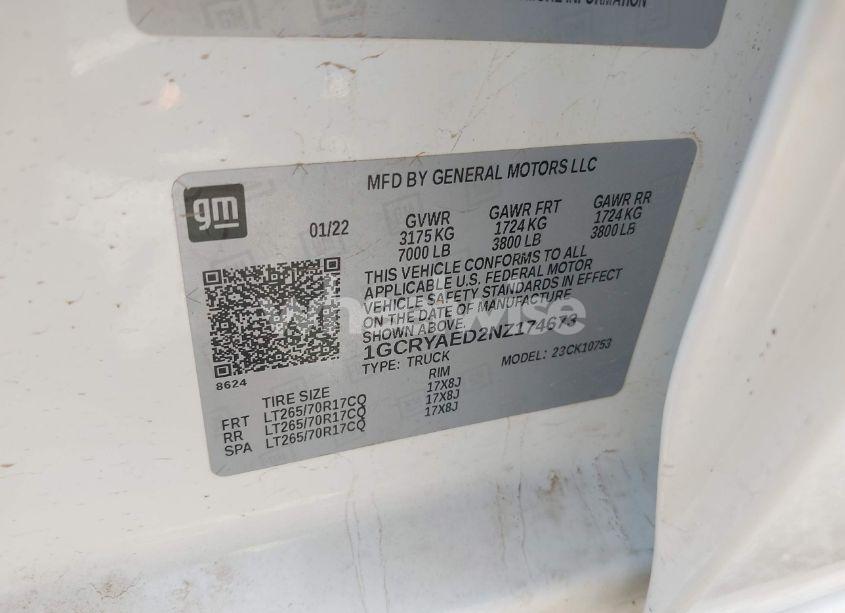 MORE INFORMATION
MFD BY GENERAL MOTORS LLC
gm
01/22
GVWR
3175 KG
7000 LB
GAWR FRT
1724 KG
3800 LB
GAWR RR
1724 KG
3800 LB
THIS VEHICLE CONFORMS TO ALL
APPLICABLE U.S. FEDERAL MOTOR
VEHICLE SAFETY STANDARDS IN EFFECT
ON THE DATE OF MANUFACTURE
SHOWN ABOVE.
1GCRYAED2NZ174673
TYPE: TRUCK
MODEL: 23CK10753
8624
TIRE SIZE
RIM
FRT LT265/70R17CQ 17X8J
RR LT265/70R17CQ 17X8J
SPA LT265/70R17CQ 17X8J